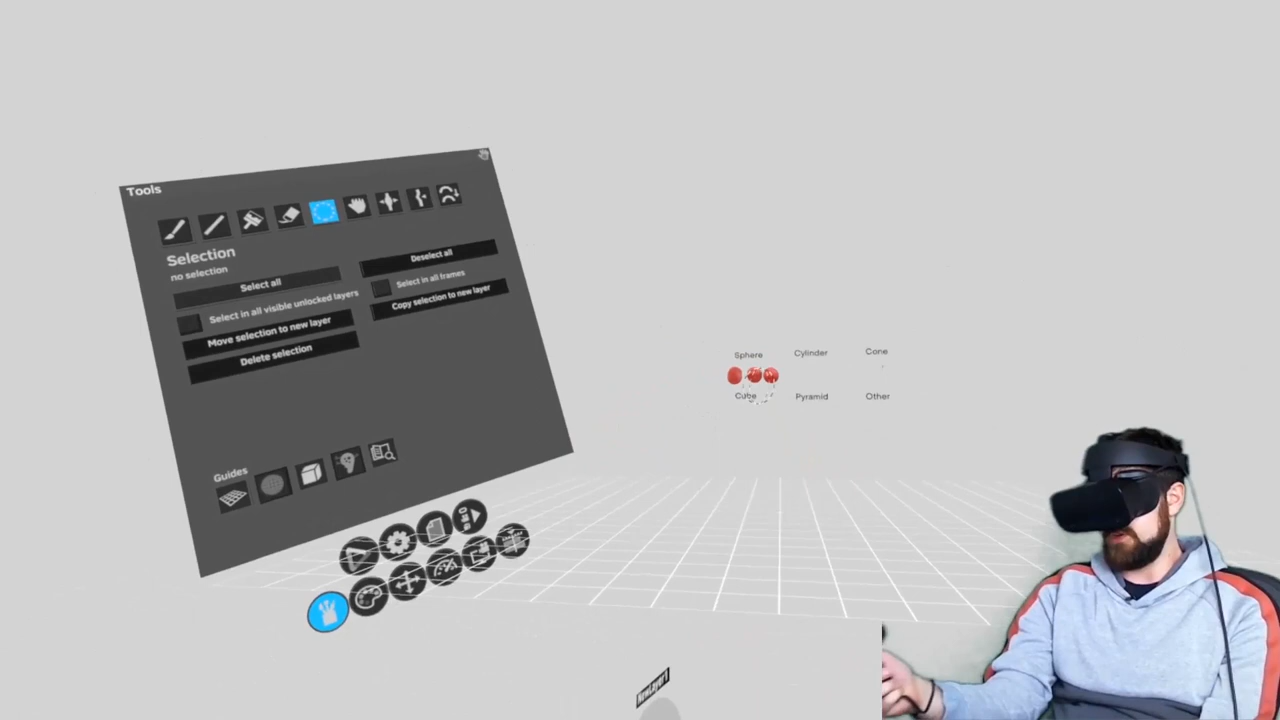 Tools
Selection
no selection
Select all
Deselect all
Select in all visible unlocked layers
Select in all frames
Move selection to new layer
Copy selection to new layer
Delete selection
Guides
Sphere
Cylinder
Cone
Cube
Pyramid
Other
NewLayer1